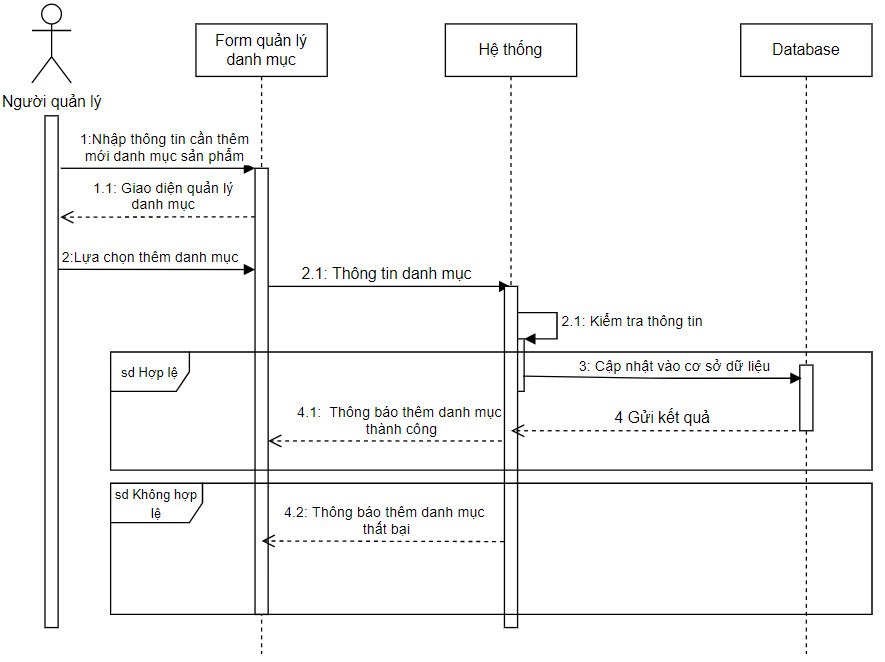 Form quản lý
danh mục
Hệ thống
Database
Người quản lý
1:Nhập thông tin cần thêm
mới danh mục sản phẩm
1.1: Giao diện quản lý
danh mục
2:Lựa chọn thêm danh mục
2.1: Thông tin danh mục
2.1: Kiểm tra thông tin
sd Hợp lệ
3: Cập nhật vào cơ sở dữ liệu
4.1:  Thông báo thêm danh mục
thành công
4 Gửi kết quả
sd Không hợp
lệ
4.2: Thông báo thêm danh mục
thất bại